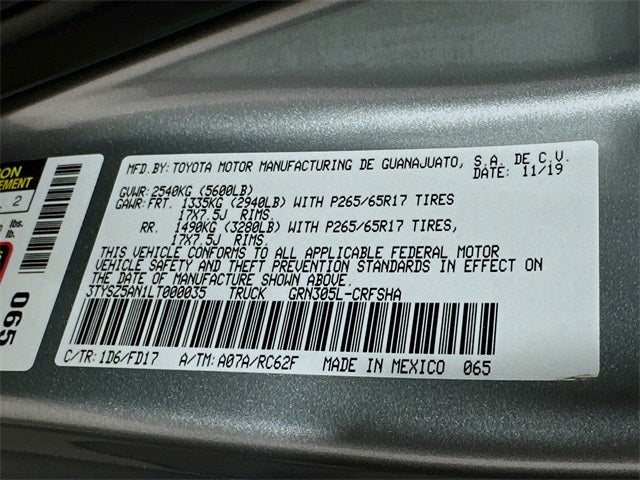 MFD.BY: TOYOTA MOTOR MANUFACTURING DE GUANAJUATO, S.A. DE C.V.
DATE: 11/19
GVWR: 2540KG (5600LB)
GAWR: FRT. 1335KG (2940LB) WITH P265/65R17 TIRES
17X7.5J RIMS.
RR. 1490KG (3280LB) WITH P265/65R17 TIRES,
17X7.5J RIMS.
THIS VEHICLE CONFORMS TO ALL APPLICABLE FEDERAL MOTOR
VEHICLE SAFETY AND THEFT PREVENTION STANDARDS IN EFFECT ON
THE DATE OF MANUFACTURE SHOWN ABOVE.
3TYSZ5AN1LT000035 TRUCK GRN305L-CRFSHA
C/TR: 1D6/FD17 A/TM: A07A/RC62F MADE IN MEXICO 065
2
lbs.
lb.
065